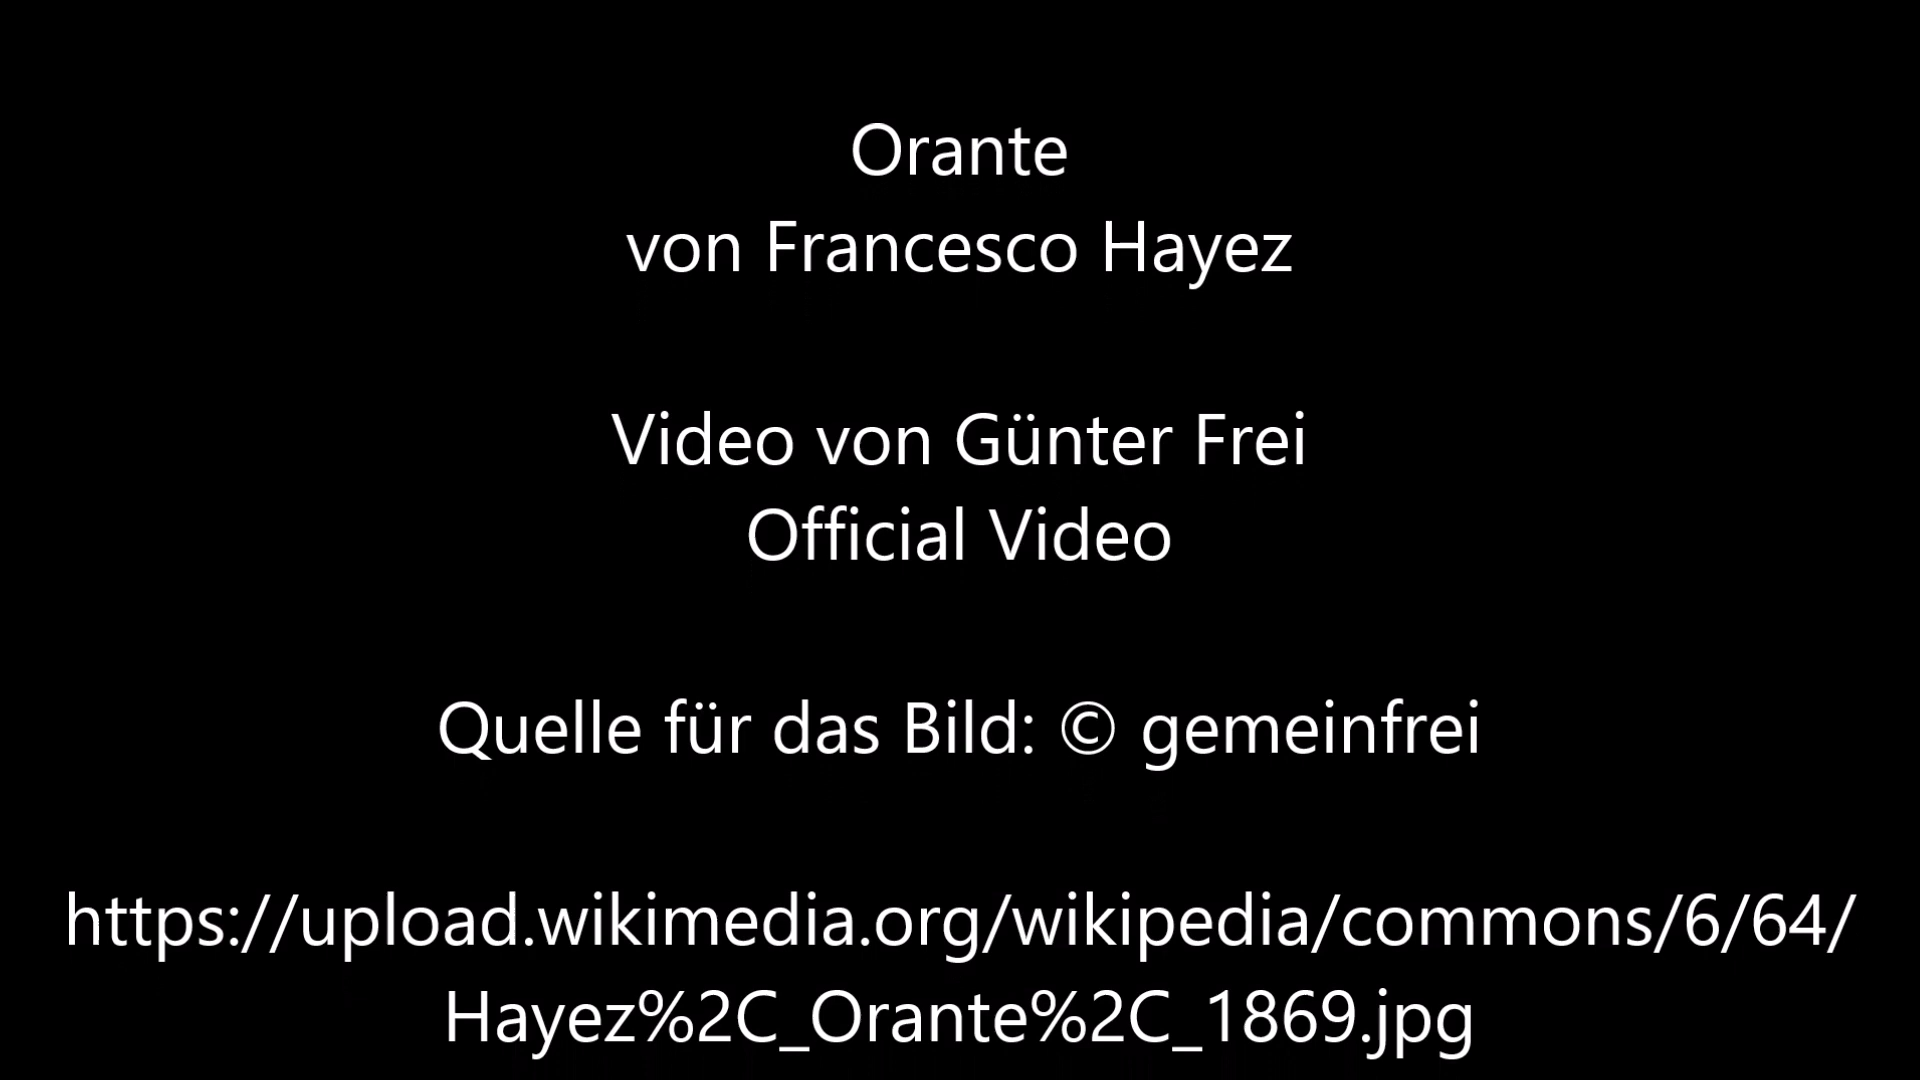 Orante
von Francesco Hayez
Video von Günter Frei
Official Video
Quelle für das Bild: © gemeinfrei
https://upload.wikimedia.org/wikipedia/commons/6/64/
Hayez%2C_Orante%2C_1869.jpg